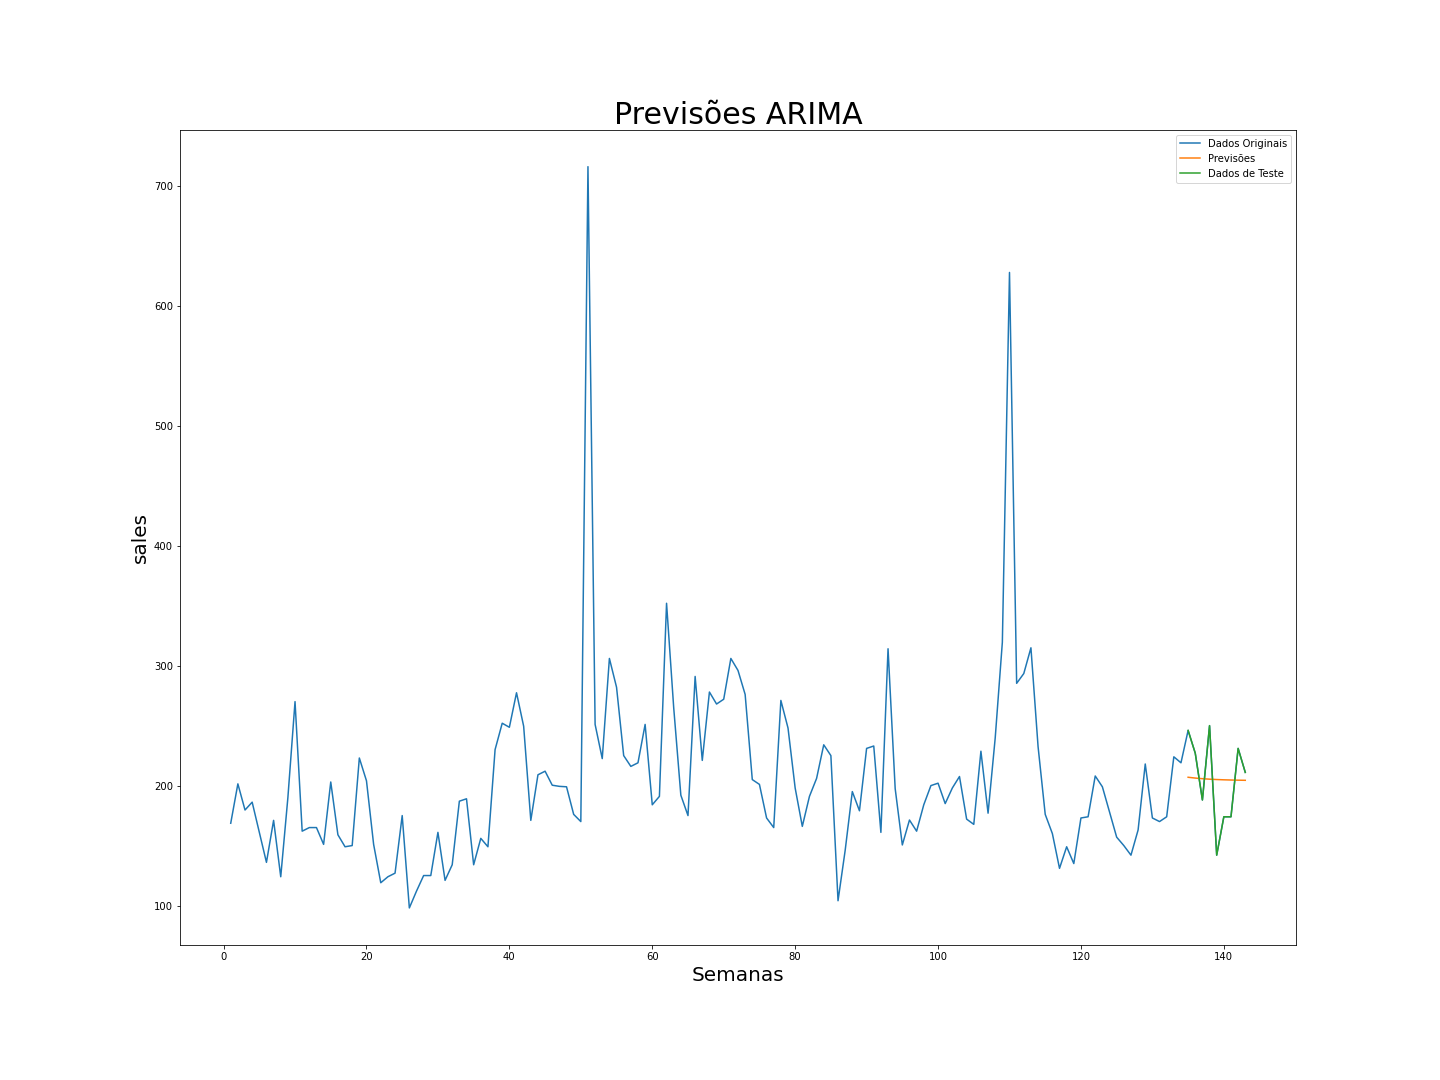 Previsões ARIMA
Dados Originais
Previsões
Dados de Teste
700
600
500
400
300
200
100
sales
0 20 40 60 80 100 120 140
Semanas